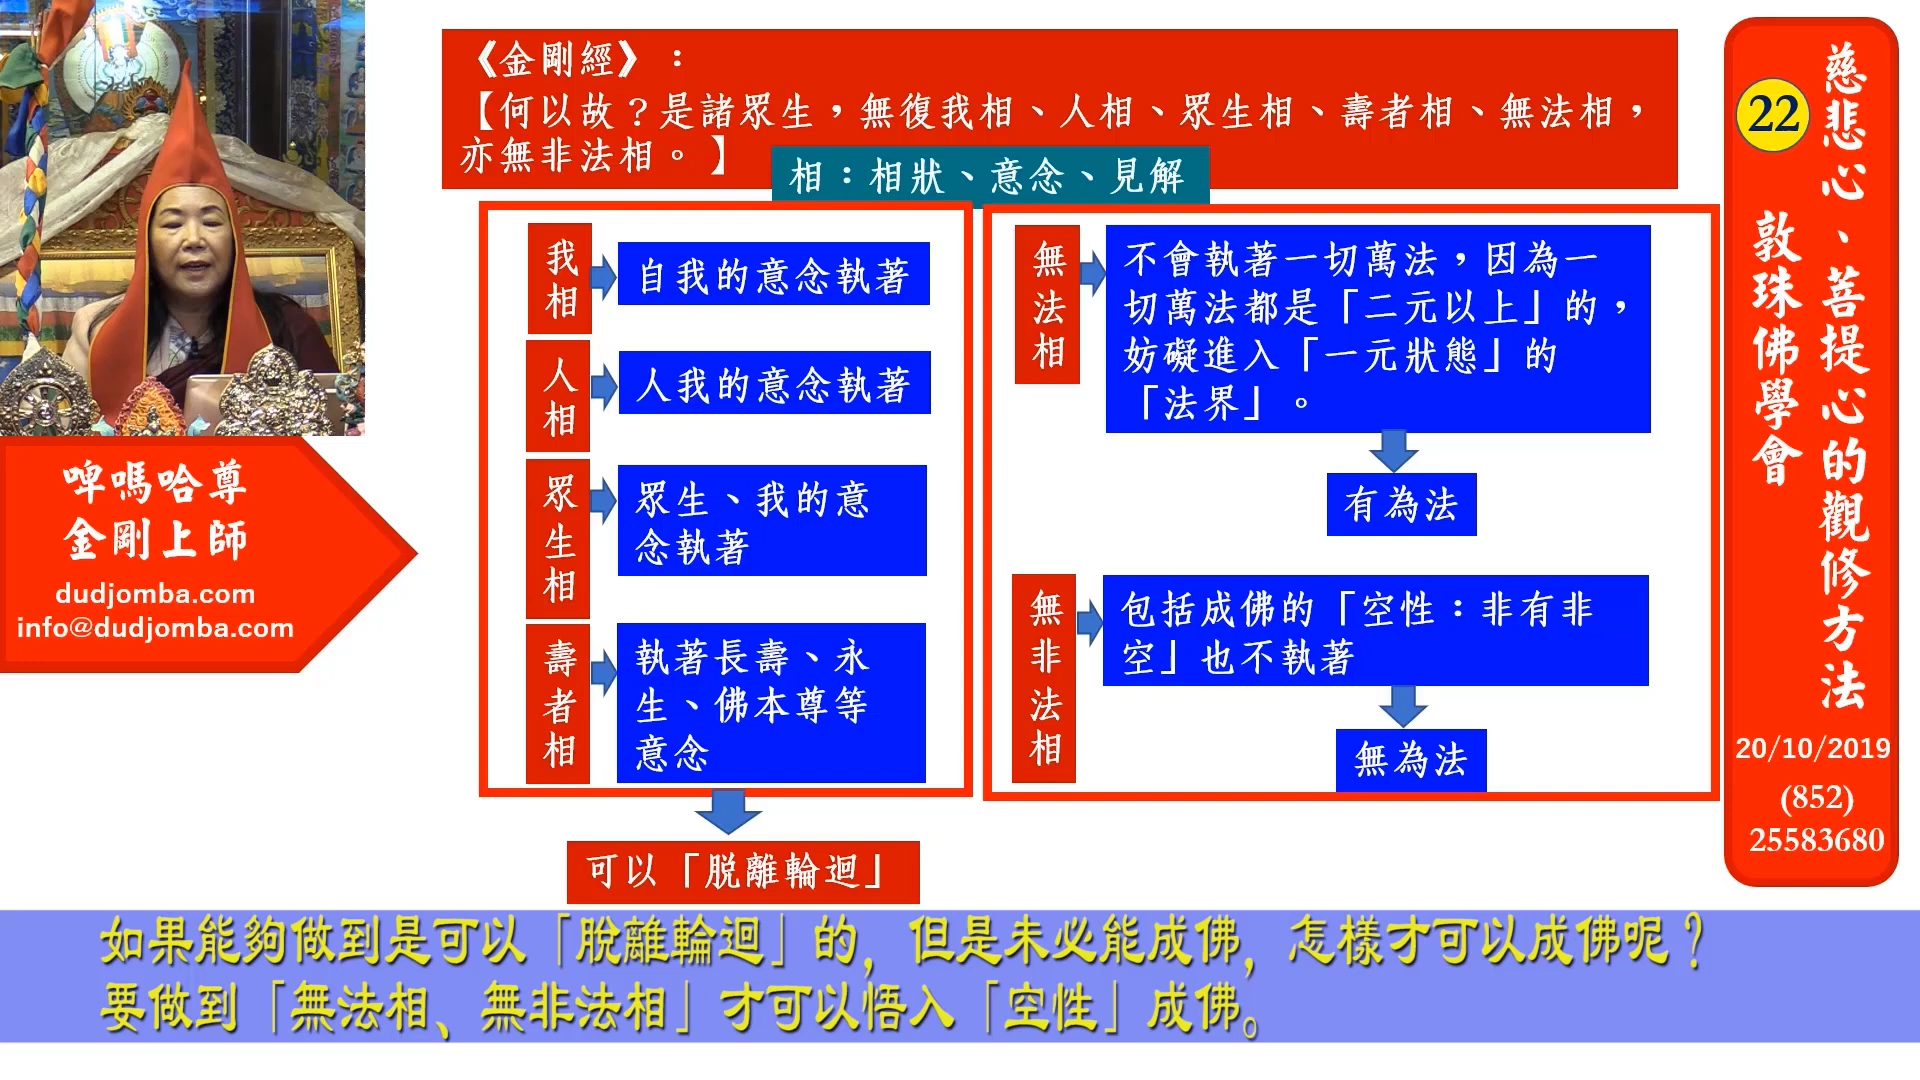 《金剛經》：
【何以故？是諸眾生，無復我相、人相、眾生相、壽者相、無法相，
亦無非法相。】
相：相狀、意念、見解
我相
自我的意念執著
人相
人我的意念執著
眾生相
眾生、我的意
念執著
壽者相
執著長壽、永
生、佛本尊等
意念
可以「脫離輪迴」
無法相
不會執著一切萬法，因為一
切萬法都是「二元以上」的，
妨礙進入「一元狀態」的
「法界」。
有為法
無非法相
包括成佛的「空性：非有非
空」也不執著
無為法
22
慈悲心、菩提心的觀修方法
敦珠佛學會
20/10/2019
(852)
25583680
啤嗎哈尊
金剛上師
dudjomba.com
info@dudjomba.com
如果能夠做到是可以「脫離輪迴」的，但是未必能成佛，怎樣才可以成佛呢？
要做到「無法相、無非法相」才可以悟入「空性」成佛。